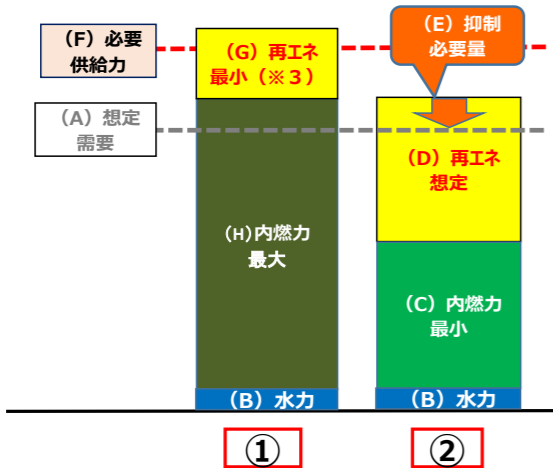 （F）必要
供給力
（G）再エネ
最小（※３）
（E）抑制
必要量
（A）想定
需要
（D）再エネ
想定
（H）内燃力
最大
（C）内燃力
最小
（B）水力
（B）水力
①
②